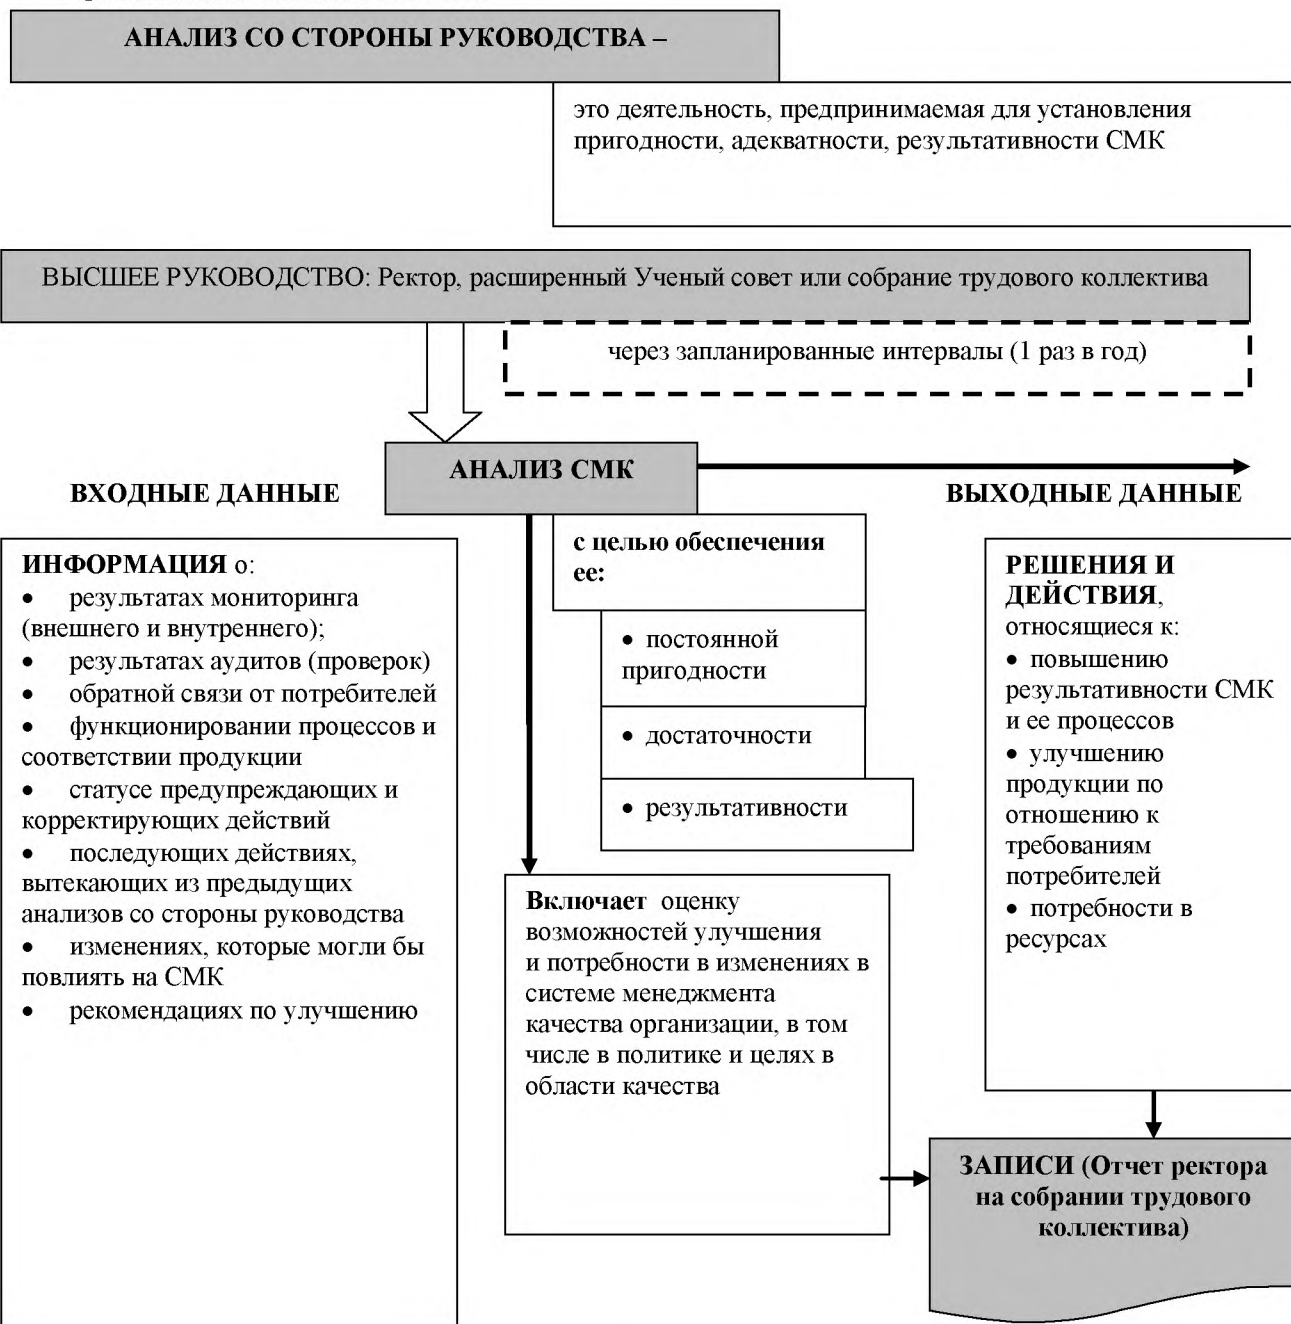 АНАЛИЗ СО СТОРОНЫ РУКОВОДСТВА –
это деятельность, предпринимаемая для установления
пригодности, адекватности, результативности СМК
ВЫСШЕЕ РУКОВОДСТВО: Ректор, расширенный Ученый совет или собрание трудового коллектива
через запланированные интервалы (1 раз в год)
АНАЛИЗ СМК
ВХОДНЫЕ ДАННЫЕ
ВЫХОДНЫЕ ДАННЫЕ
ИНФОРМАЦИЯ о:
• результатах мониторинга
(внешнего и внутреннего);
• результатах аудитов (проверок)
• обратной связи от потребителей
• функционировании процессов и
соответствии продукции
• статусе предупреждающих и
корректирующих действий
• последующих действиях,
вытекающих из предыдущих
анализов со стороны руководства
• изменениях, которые могли бы
повлиять на СМК
• рекомендациях по улучшению
с целью обеспечения
ее:
• постоянной
пригодности
• достаточности
• результативности
Включает оценку
возможностей улучшения
и потребности в изменениях в
системе менеджмента
качества организации, в том
числе в политике и целях в
области качества
РЕШЕНИЯ И
ДЕЙСТВИЯ,
относящиеся к:
• повышению
результативности СМК
и ее процессов
• улучшению
продукции по
отношению к
требованиям
потребителей
• потребности в
ресурсах
ЗАПИСИ (Отчет ректора
на собрании трудового
коллектива)